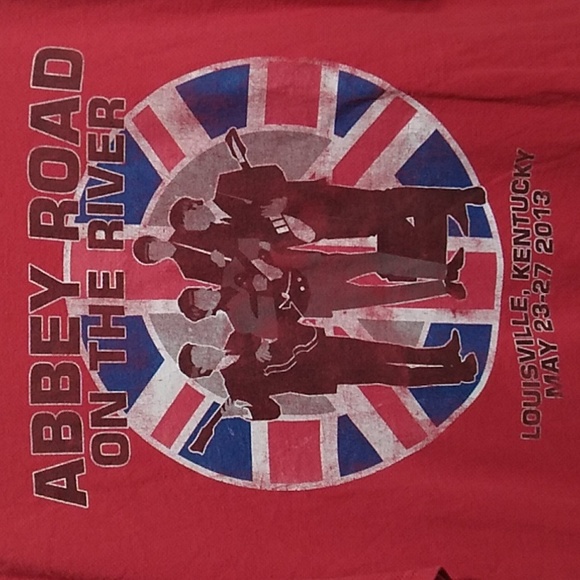 ABBEY ROAD
ON THE RIVER
LOUISVILLE, KENTUCKY
MAY 23-27 2013